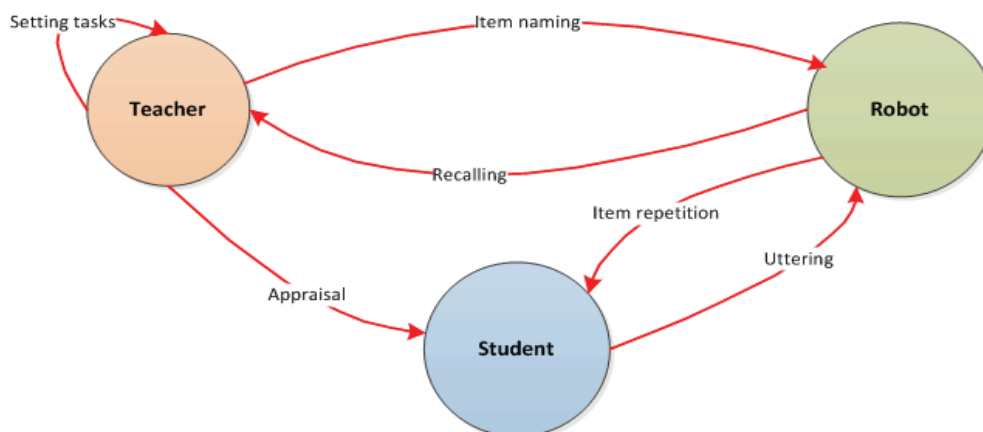 Setting tasks
Item naming
Teacher
Robot
Recalling
Item repetition
Uttering
Appraisal
Student